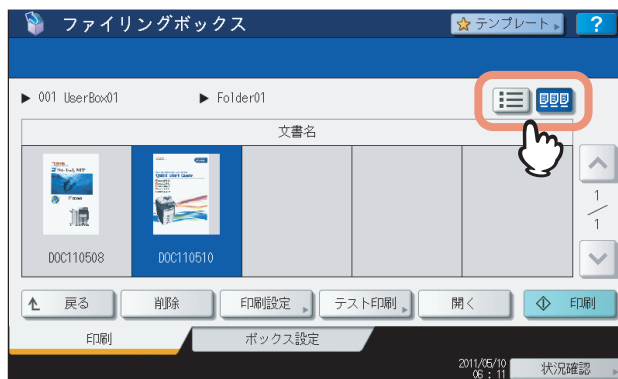 ファイリングボックス
テンプレート
?
001 UserBox01
Folder01
文書名
Quick Start Guide
DOC110508
DOC110510
1
1
戻る
削除
印刷設定
テスト印刷
開く
印刷
印刷
ボックス設定
2011/05/10
06 : 11
状況確認